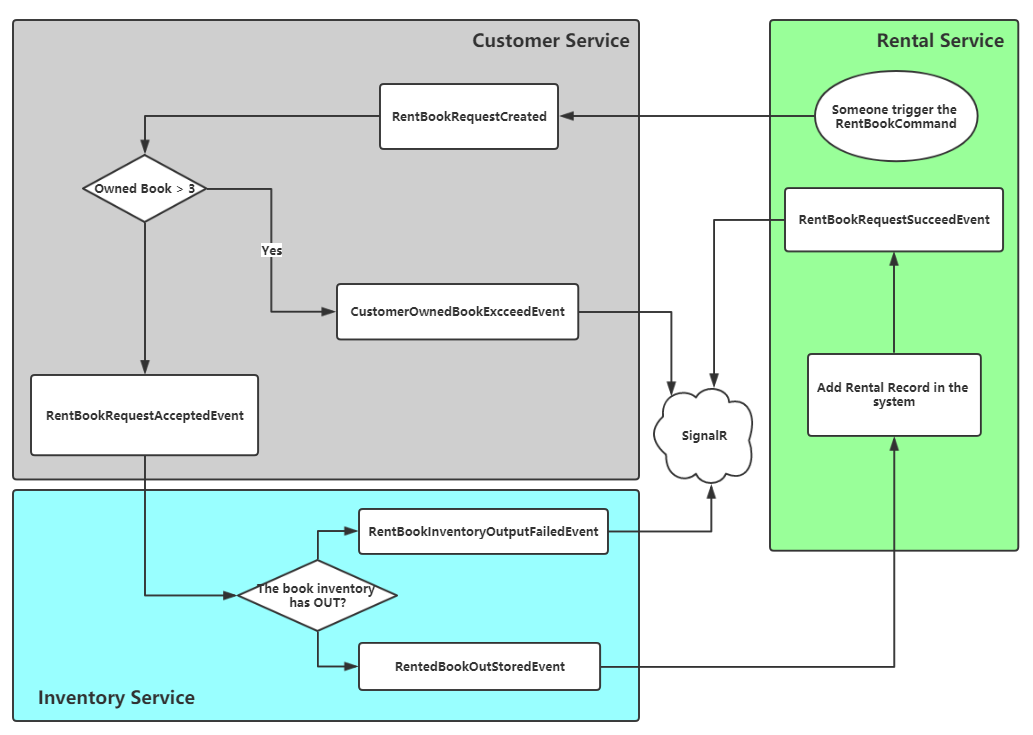 Customer Service
Rental Service
RentBookRequestCreated
Someone trigger the
RentBookCommand
Owned Book > 3
Yes
RentBookRequestSucceedEvent
CustomerOwnedBookExcceedEvent
RentBookRequestAcceptedEvent
Add Rental Record in the
system
SignalR
RentBookInventoryOutputFailedEvent
The book inventory
has OUT?
RentedBookOutStoredEvent
Inventory Service